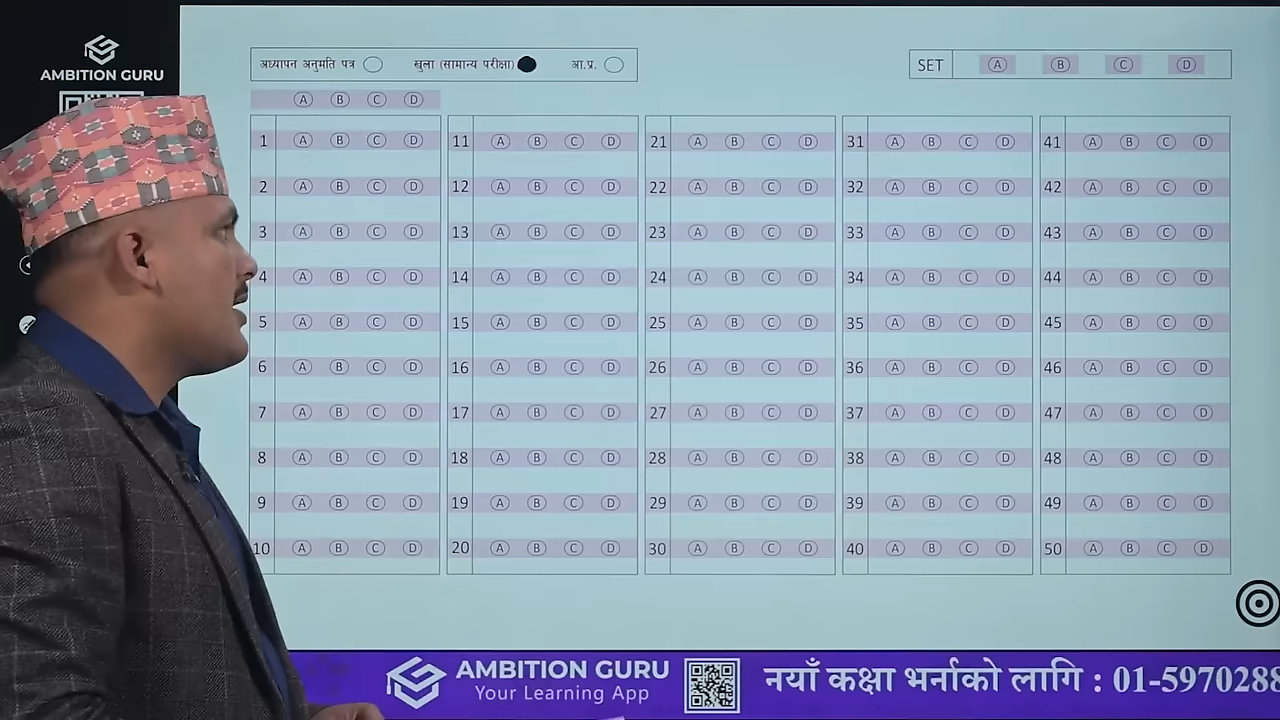 AMBITION GURU
अध्यापन अनुमति पत्र खुला (सामान्य परीक्षा) आ.प्र.
SET A B C D
A B C D
1 A B C D 11 A B C D 21 A B C D 31 A B C D 41 A B C D
2 A B C D 12 A B C D 22 A B C D 32 A B C D 42 A B C D
3 A B C D 13 A B C D 23 A B C D 33 A B C D 43 A B C D
4 A B C D 14 A B C D 24 A B C D 34 A B C D 44 A B C D
5 A B C D 15 A B C D 25 A B C D 35 A B C D 45 A B C D
6 A B C D 16 A B C D 26 A B C D 36 A B C D 46 A B C D
7 A B C D 17 A B C D 27 A B C D 37 A B C D 47 A B C D
8 A B C D 18 A B C D 28 A B C D 38 A B C D 48 A B C D
9 A B C D 19 A B C D 29 A B C D 39 A B C D 49 A B C D
10 A B C D 20 A B C D 30 A B C D 40 A B C D 50 A B C D
AMBITION GURU
Your Learning App
नयाँ कक्षा भर्नाको लागि : 01-5970288